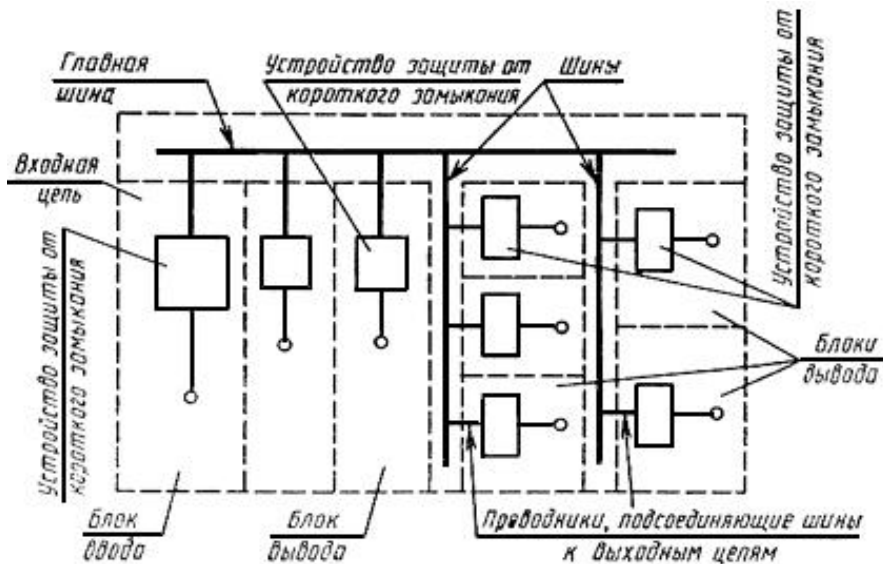 Главная
шина
Устройство защиты от
короткого замыкания
Шины
Устройство защиты от
короткого замыкания
Входная
цепь
Устройство защиты от
короткого замыкания
Блоки
вывода
Блок
ввода
Блок
вывода
Проводники, подсоединяющие шины
к выходным цепям